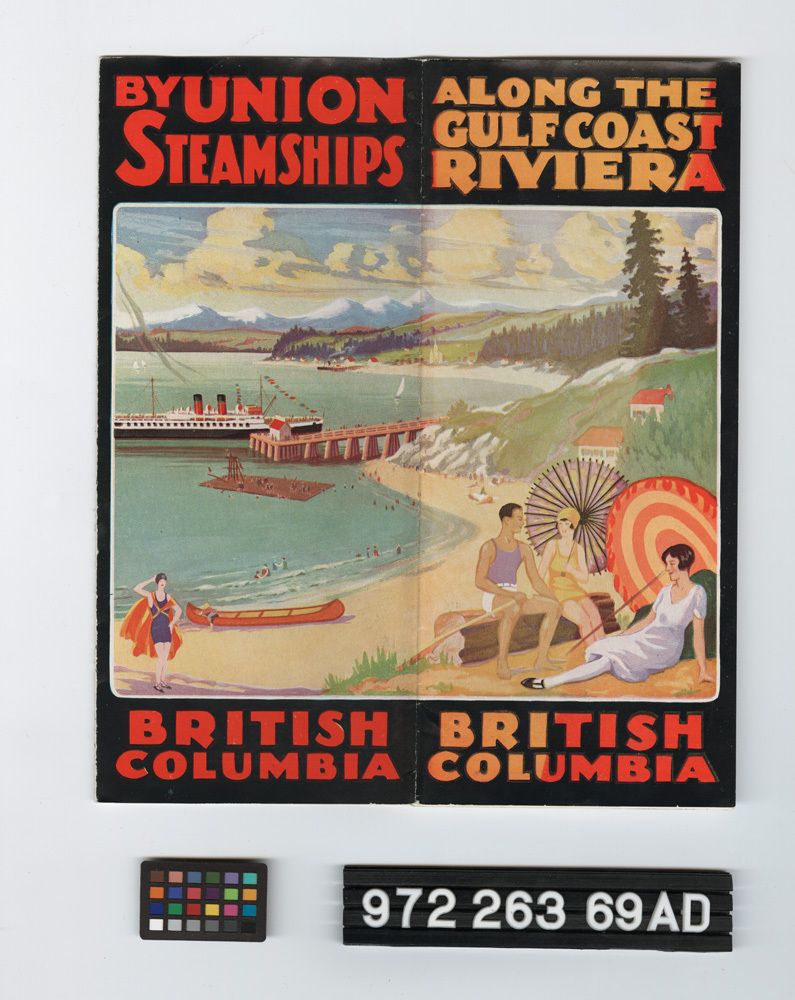 BY UNION
STEAMSHIPS
ALONG THE
GULF COAST
RIVIERA
BRITISH
COLUMBIA
BRITISH
COLUMBIA
972 263 69AD